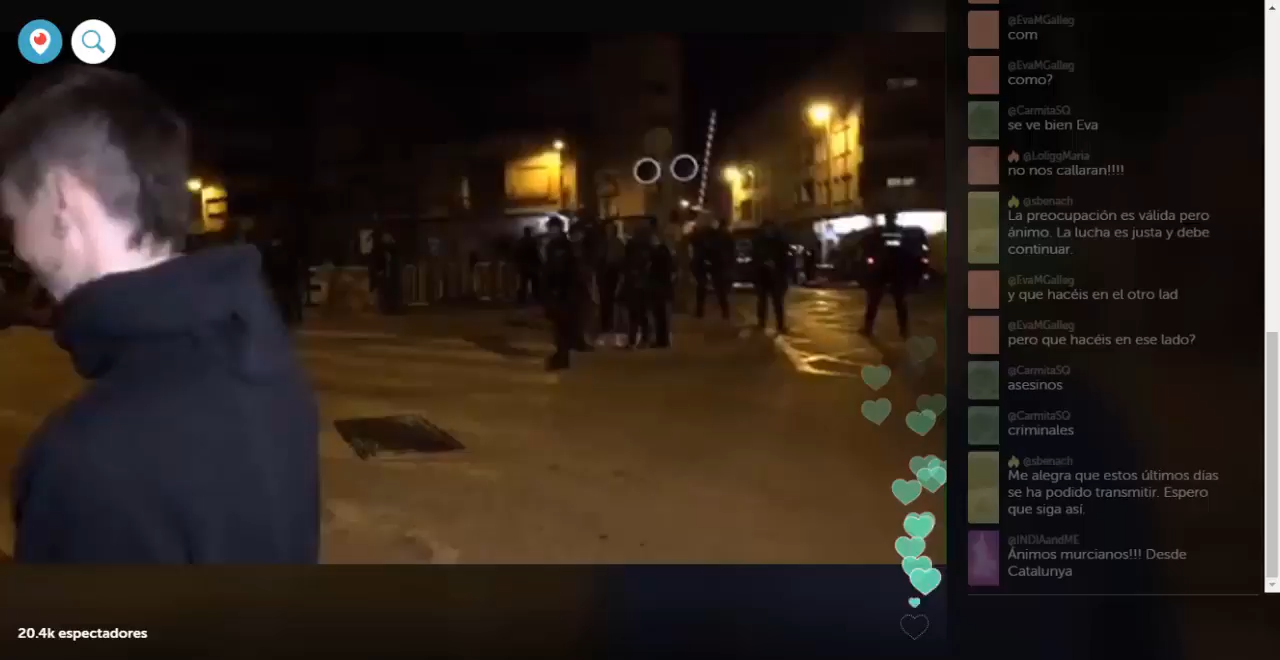 @EvaMGalleg
com
@EvaMGalleg
como?
@CarmitaSQ
se ve bien Eva
@LoliggMaria
no nos callaran!!!!
@sbenach
La preocupación es válida pero
ánimo. La lucha es justa y debe
continuar.
@EvaMGalleg
y que hacéis en el otro lad
@EvaMGalleg
pero que hacéis en ese lado?
@CarmitaSQ
asesinos
@CarmitaSQ
criminales
@sbenach
Me alegra que estos últimos días
se ha podido transmitir. Espero
que siga así.
@INDIAandME
Ánimos murcianos!!! Desde
Catalunya
20.4k espectadores